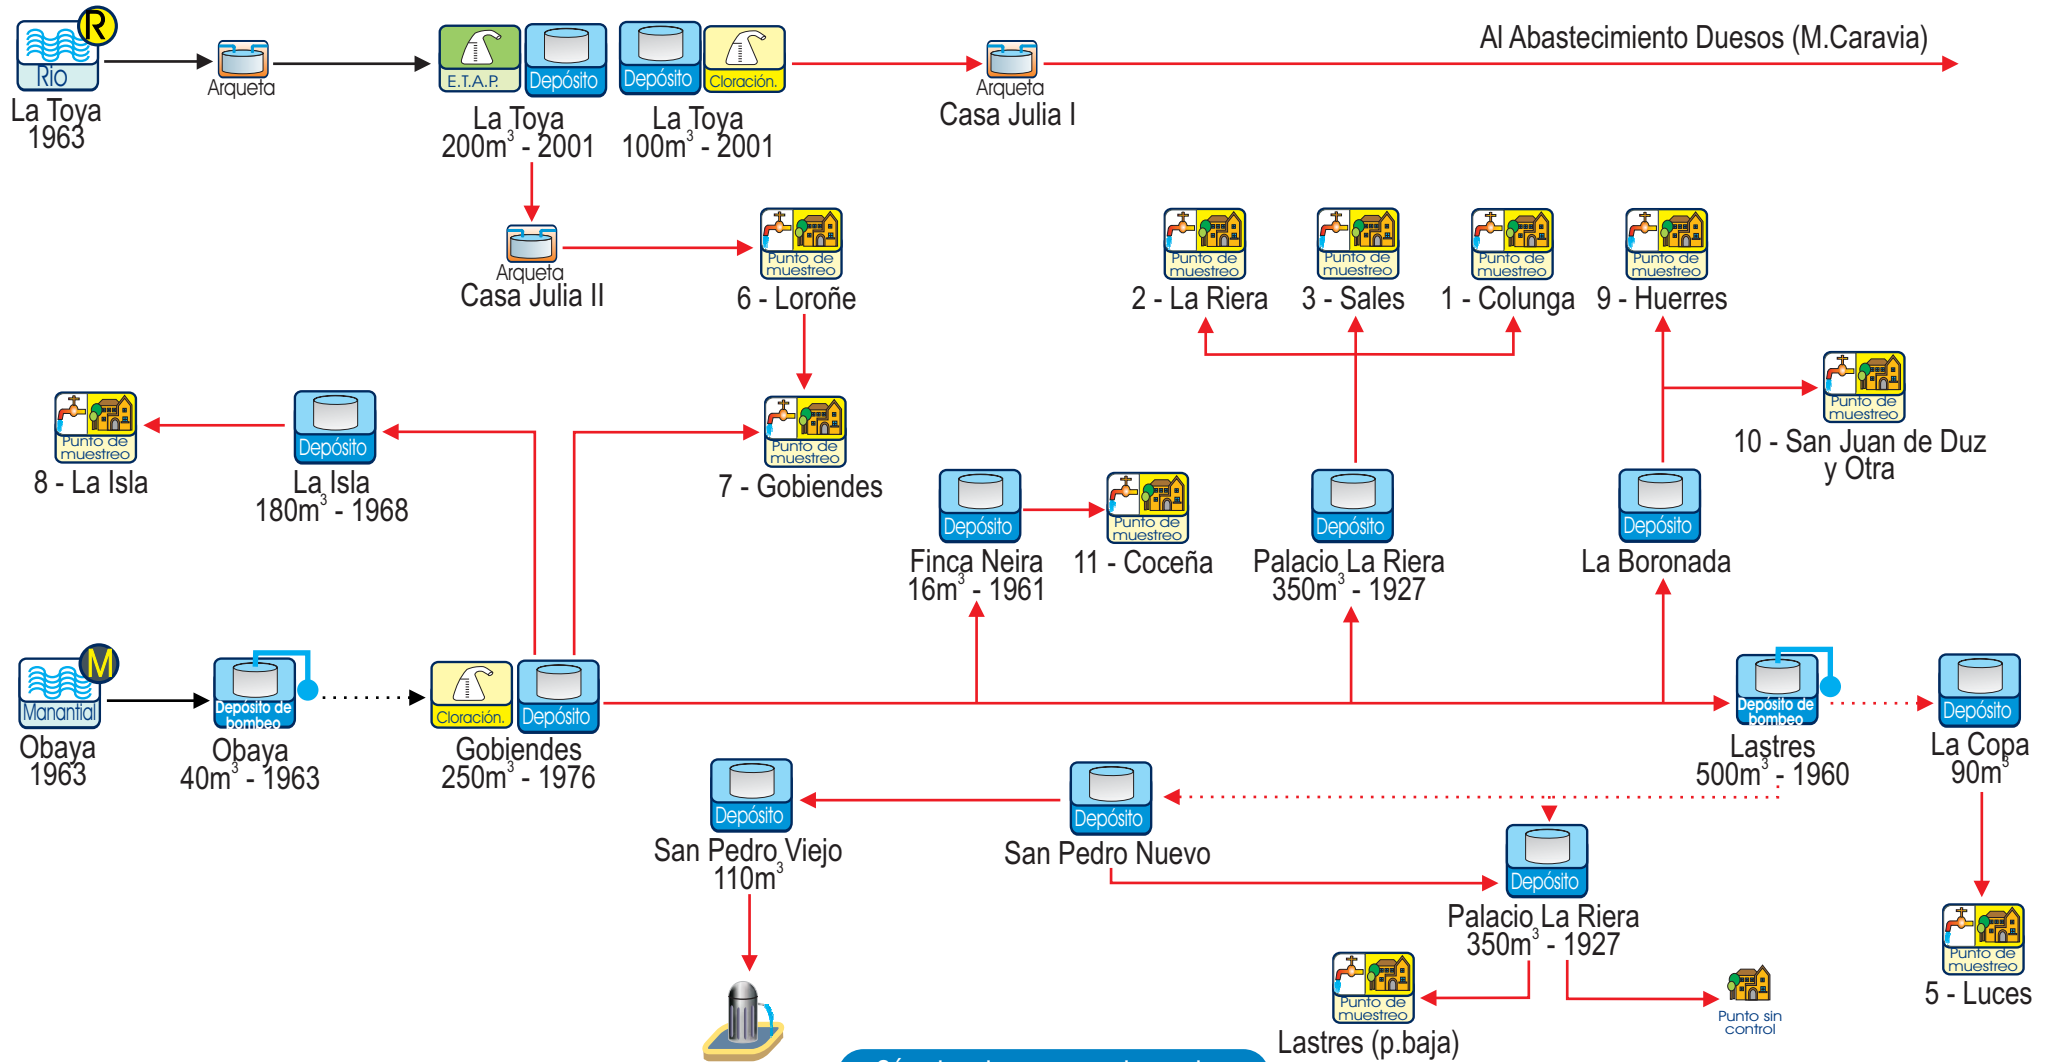 R
Rio
La Toya
1963
Arqueta
E.T.A.P.
Depósito
La Toya
200m³ - 2001
Depósito
Cloración.
La Toya
100m³ - 2001
Arqueta
Casa Julia I
Al Abastecimiento Duesos (M.Caravia)
Arqueta
Casa Julia II
Punto de
muestreo
6 - Loroñe
Punto de
muestreo
2 - La Riera
Punto de
muestreo
3 - Sales
Punto de
muestreo
1 - Colunga
Punto de
muestreo
9 - Huerres
Punto de
muestreo
10 - San Juan de Duz
y Otra
Punto de
muestreo
8 - La Isla
Depósito
La Isla
180m³ - 1968
Punto de
muestreo
7 - Gobiendes
Depósito
Finca Neira
16m³ - 1961
Punto de
muestreo
11 - Coceña
Depósito
Palacio La Riera
350m³ - 1927
Depósito
La Boronada
M
Manantial
Obaya
1963
Depósito de
bombeo
Obaya
40m³ - 1963
Cloración.
Depósito
Gobiendes
250m³ - 1976
Depósito de
bombeo
Lastres
500m³ - 1960
Depósito
La Copa
90m³
Depósito
San Pedro Viejo
110m³
Depósito
San Pedro Nuevo
Depósito
Palacio La Riera
350m³ - 1927
Punto de
muestreo
Lastres (p.baja)
Punto sin
control
Punto de
muestreo
5 - Luces